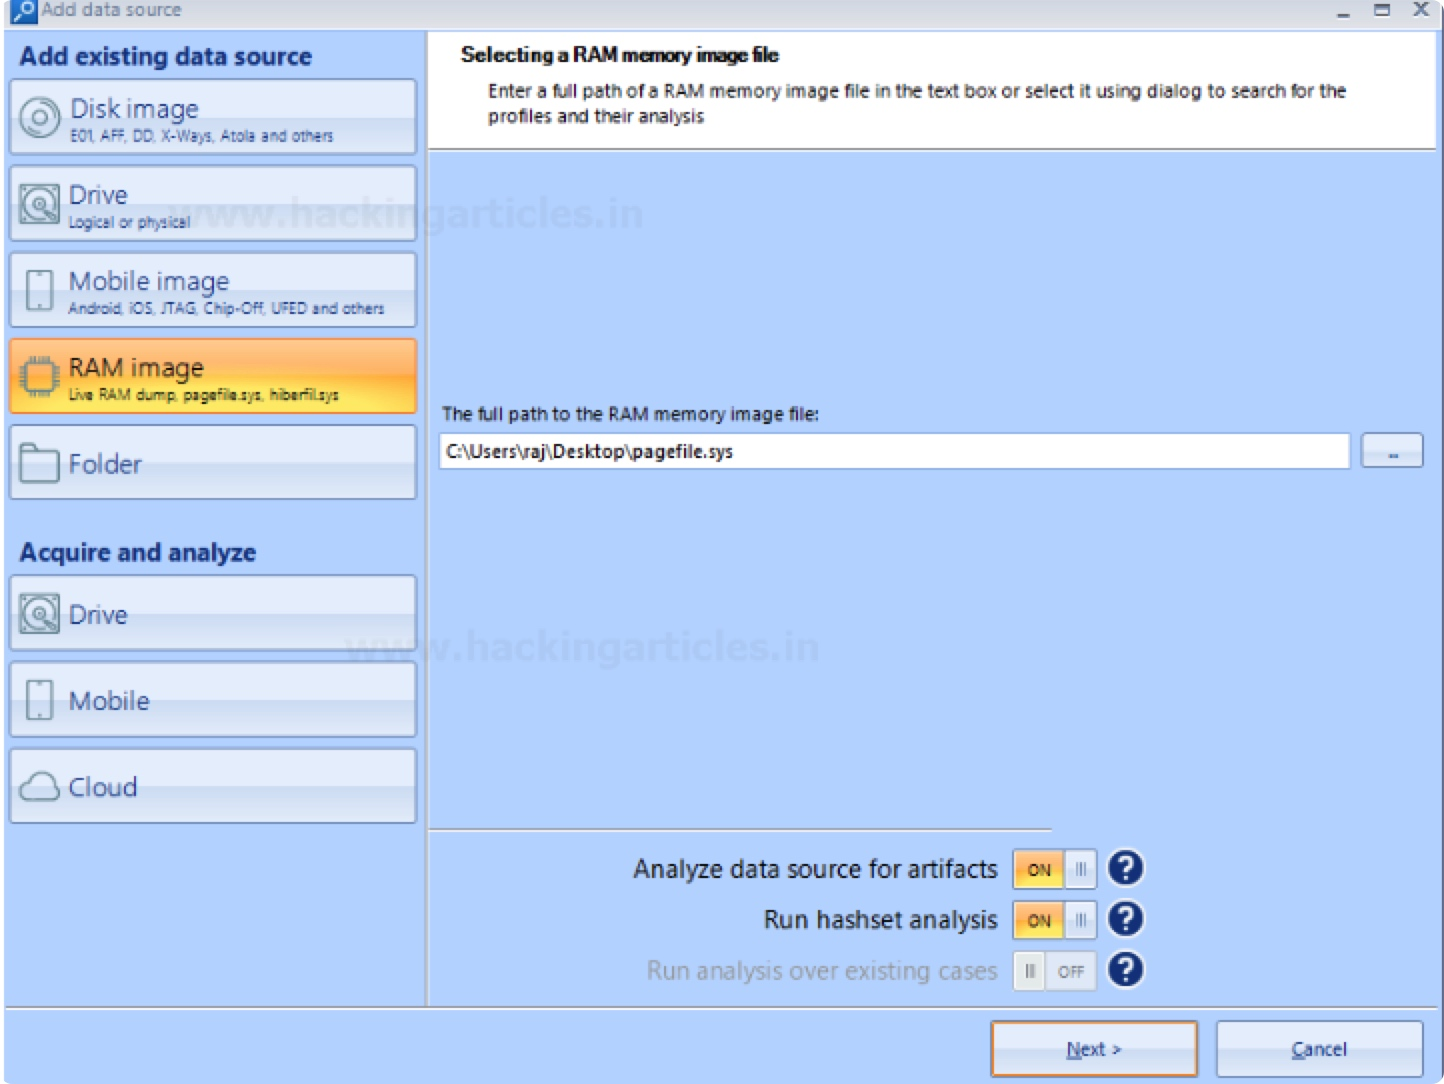 Add data source
Add existing data source
Disk image
E01, AFF, DD, X-Ways, Atola and others
Drive
Logical or physical
Mobile image
Android, iOS, JTAG, Chip-Off, UFED and others
RAM image
Live RAM dump, pagefile.sys, hiberfil.sys
Folder
Acquire and analyze
Drive
Mobile
Cloud
Selecting a RAM memory image file
Enter a full path of a RAM memory image file in the text box or select it using dialog to search for the
profiles and their analysis
www.hackingarticles.in
The full path to the RAM memory image file:
C:\Users\raj\Desktop\pagefile.sys
..
www.hackingarticles.in
Analyze data source for artifacts ON ?
Run hashset analysis ON ?
Run analysis over existing cases OFF ?
Next >
Cancel